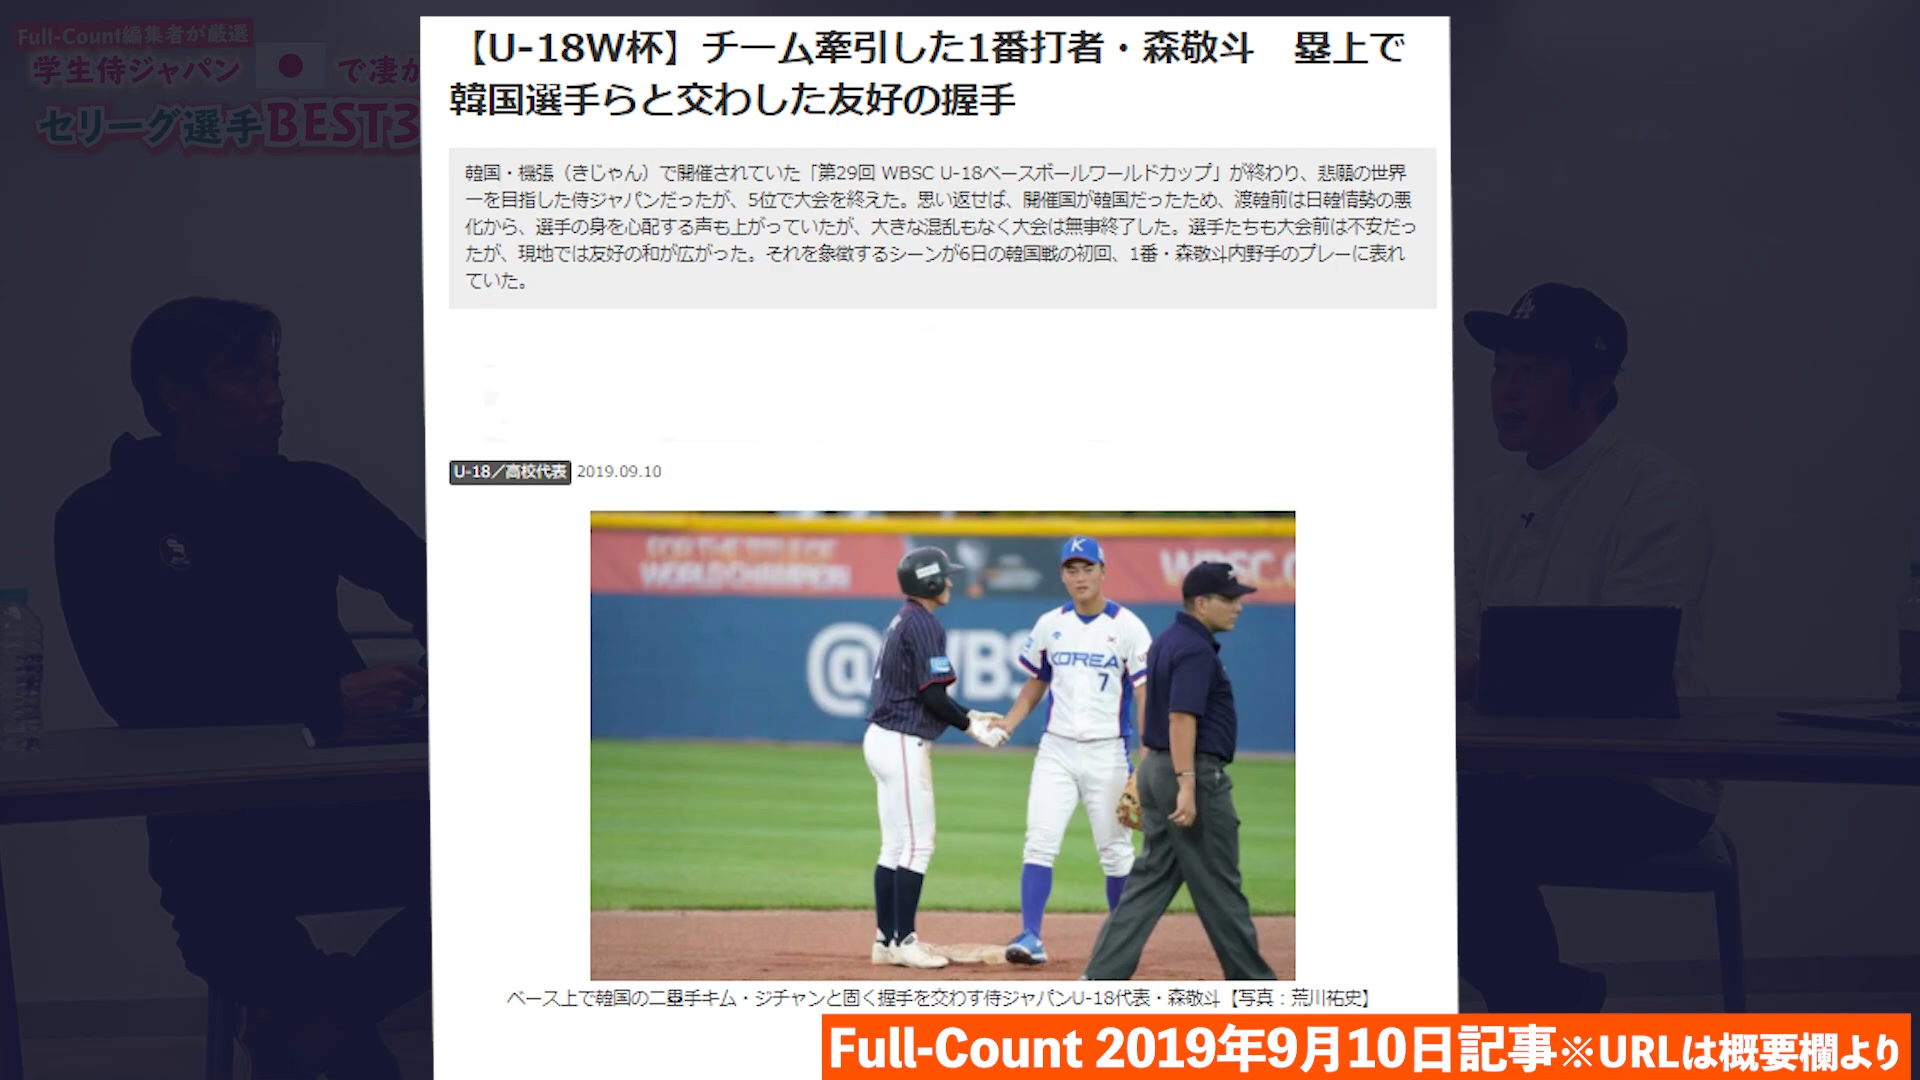 Full-Count編集者が厳選
学生侍ジャパン
で凄か
セリーグ選手BEST3
【U-18W杯】チーム牽引した1番打者・森敬斗　塁上で
韓国選手らと交わした友好の握手
韓国・機張（きじゃん）で開催されていた「第29回 WBSC U-18ベースボールワールドカップ」が終わり、悲願の世界
一を目指した侍ジャパンだったが、5位で大会を終えた。思い返せば、開催国が韓国だったため、渡韓前は日韓情勢の悪
化から、選手の身を心配する声も上がっていたが、大きな混乱もなく大会は無事終了した。選手たちも大会前は不安だっ
たが、現地では友好の和が広がった。それを象徴するシーンが6日の韓国戦の初回、1番・森敬斗内野手のプレーに表れ
ていた。
U-18／高校代表 2019.09.10
FOR THE TITLE OF
WORLD CHAMPION
WBSC.O
@WBS
K
KOREA
7
ベース上で韓国の二塁手キム・ジチャンと固く握手を交わす侍ジャパンU-18代表・森敬斗【写真：荒川祐史】
Full-Count 2019年9月10日記事※URLは概要欄より